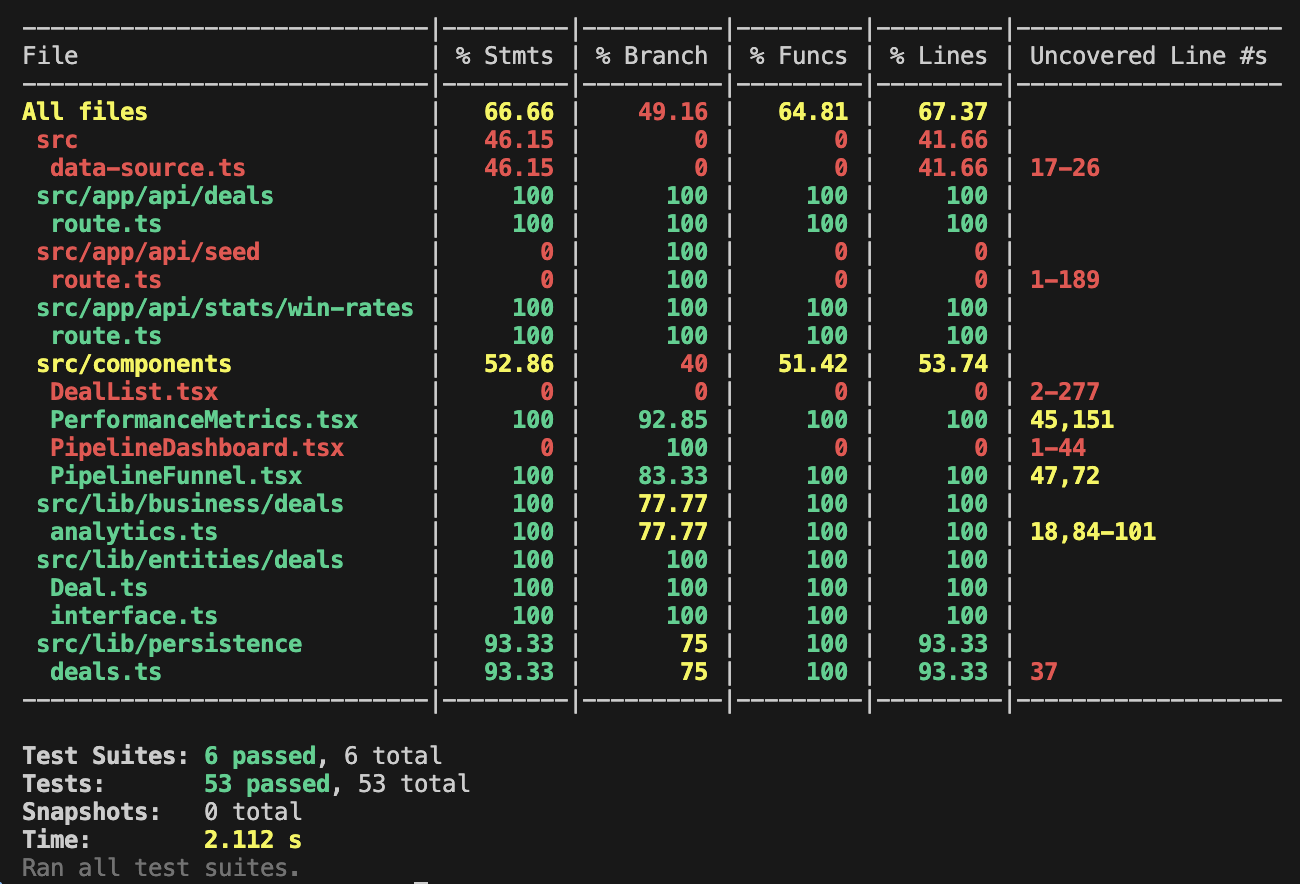 ----------------------------|---------|----------|---------|---------|-------------------
File                        | % Stmts | % Branch | % Funcs | % Lines | Uncovered Line #s
----------------------------|---------|----------|---------|---------|-------------------
All files                   |   66.66 |    49.16 |   64.81 |   67.37 |
 src                        |   46.15 |        0 |       0 |   41.66 |
  data-source.ts            |   46.15 |        0 |       0 |   41.66 | 17-26
 src/app/api/deals          |     100 |      100 |     100 |     100 |
  route.ts                  |     100 |      100 |     100 |     100 |
 src/app/api/seed           |       0 |      100 |       0 |       0 |
  route.ts                  |       0 |      100 |       0 |       0 | 1-189
 src/app/api/stats/win-rates |     100 |      100 |     100 |     100 |
  route.ts                  |     100 |      100 |     100 |     100 |
 src/components             |   52.86 |       40 |   51.42 |   53.74 |
  DealList.tsx              |       0 |        0 |       0 |       0 | 2-277
  PerformanceMetrics.tsx    |     100 |    92.85 |     100 |     100 | 45,151
  PipelineDashboard.tsx     |       0 |      100 |       0 |       0 | 1-44
  PipelineFunnel.tsx        |     100 |    83.33 |     100 |     100 | 47,72
 src/lib/business/deals     |     100 |    77.77 |     100 |     100 |
  analytics.ts              |     100 |    77.77 |     100 |     100 | 18,84-101
 src/lib/entities/deals     |     100 |      100 |     100 |     100 |
  Deal.ts                   |     100 |      100 |     100 |     100 |
  interface.ts              |     100 |      100 |     100 |     100 |
 src/lib/persistence        |   93.33 |       75 |     100 |   93.33 |
  deals.ts                  |   93.33 |       75 |     100 |   93.33 | 37
----------------------------|---------|----------|---------|---------|-------------------
Test Suites: 6 passed, 6 total
Tests:       53 passed, 53 total
Snapshots:   0 total
Time:        2.112 s
Ran all test suites.